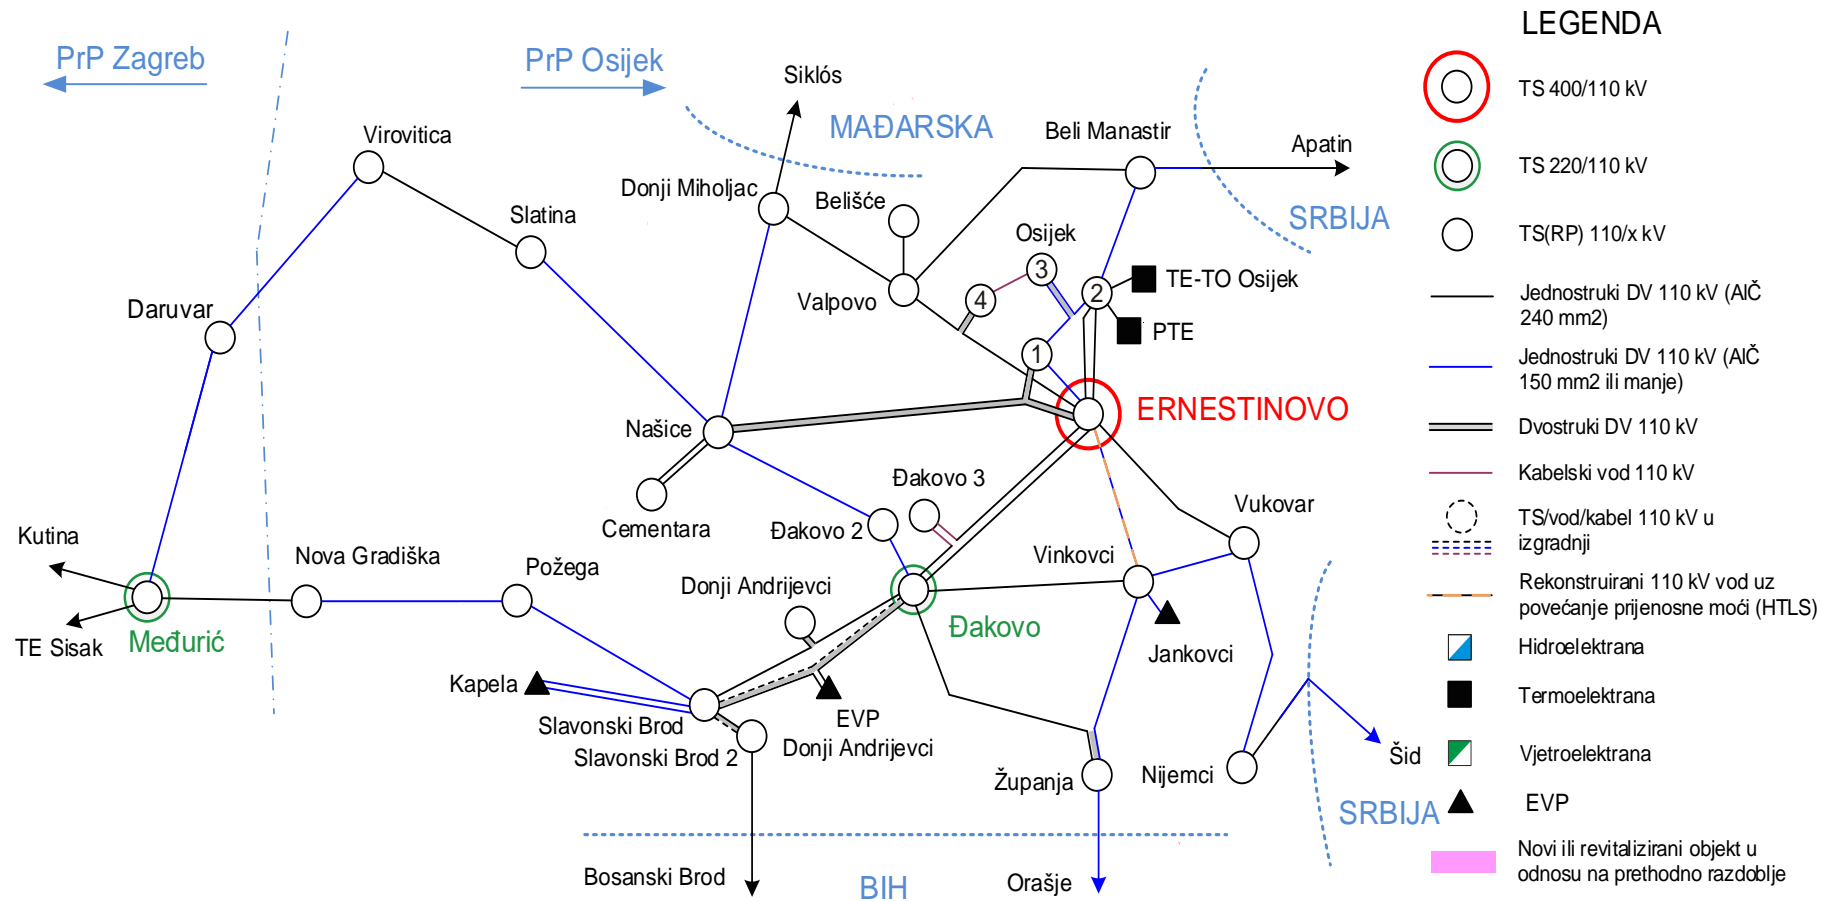 LEGENDA
PrP Zagreb
PrP Osijek
Siklós
MAĐARSKA
Virovitica
Beli Manastir
Apatin
Donji Miholjac
Belišće
SRBIJA
Slatina
Osijek
3
4
2
1
TE-TO Osijek
PTE
Valpovo
Daruvar
ERNESTINOVO
Našice
Cementara
Đakovo 3
Đakovo 2
Vukovar
Vinkovci
Kutina
Nova Gradiška
Požega
Donji Andrijevci
TE Sisak
Međurić
Đakovo
Jankovci
Kapela
Slavonski Brod
Slavonski Brod 2
EVP
Donji Andrijevci
Županja
Nijemci
Šid
SRBIJA
Bosanski Brod
BIH
Orašje
TS 400/110 kV
TS 220/110 kV
TS(RP) 110/x kV
Jednostruki DV 110 kV (AlČ
240 mm2)
Jednostruki DV 110 kV (AlČ
150 mm2 ili manje)
Dvostruki DV 110 kV
Kabelski vod 110 kV
TS/vod/kabel 110 kV u
izgradnji
Rekonstruirani 110 kV vod uz
povećanje prijenosne moći (HTLS)
Hidroelektrana
Termoelektrana
Vjetroelektrana
EVP
Novi ili revitalizirani objekt u
odnosu na prethodno razdoblje